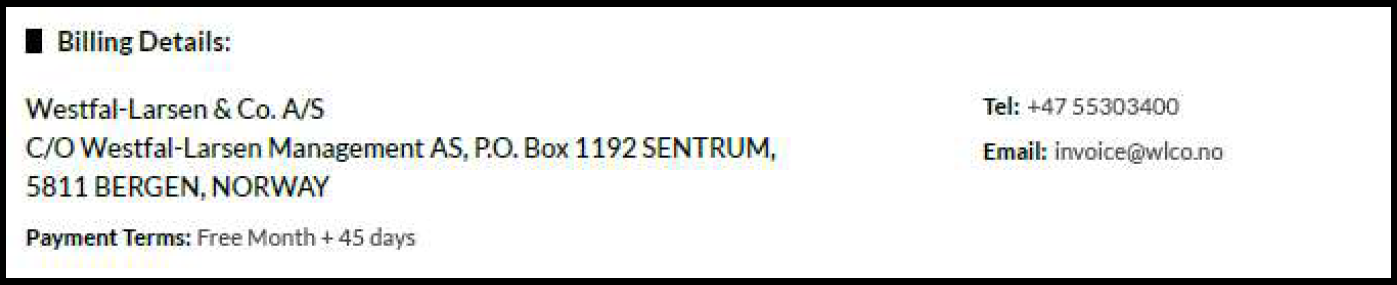 Billing Details:
Westfal-Larsen & Co. A/S
C/O Westfal-Larsen Management AS, P.O. Box 1192 SENTRUM,
5811 BERGEN, NORWAY
Payment Terms: Free Month + 45 days
Tel: +47 55303400
Email: invoice@wlco.no